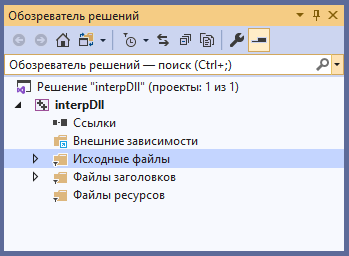 Обозреватель решений
Обозреватель решений — поиск (Ctrl+;)
Решение "interpDll" (проекты: 1 из 1)
interpDll
Ссылки
Внешние зависимости
Исходные файлы
Файлы заголовков
Файлы ресурсов